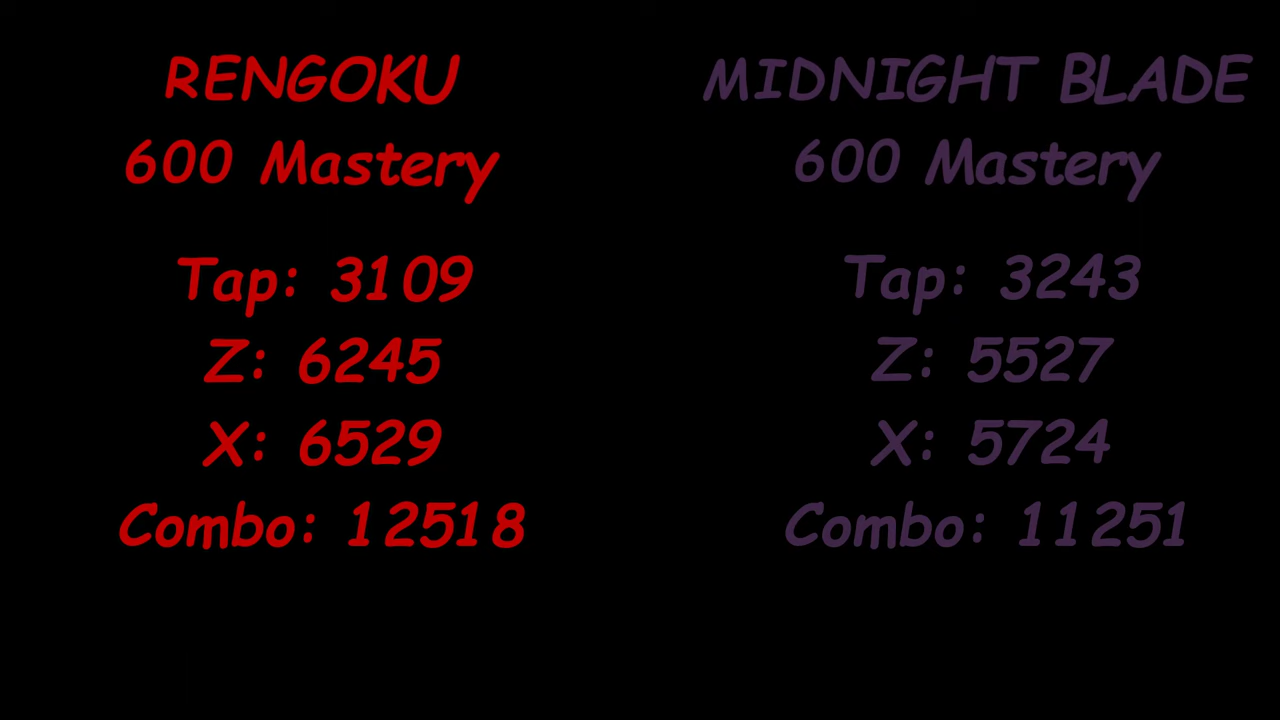 RENGOKU
600 Mastery
Tap: 3109
Z: 6245
X: 6529
Combo: 12518
MIDNIGHT BLADE
600 Mastery
Tap: 3243
Z: 5527
X: 5724
Combo: 11251